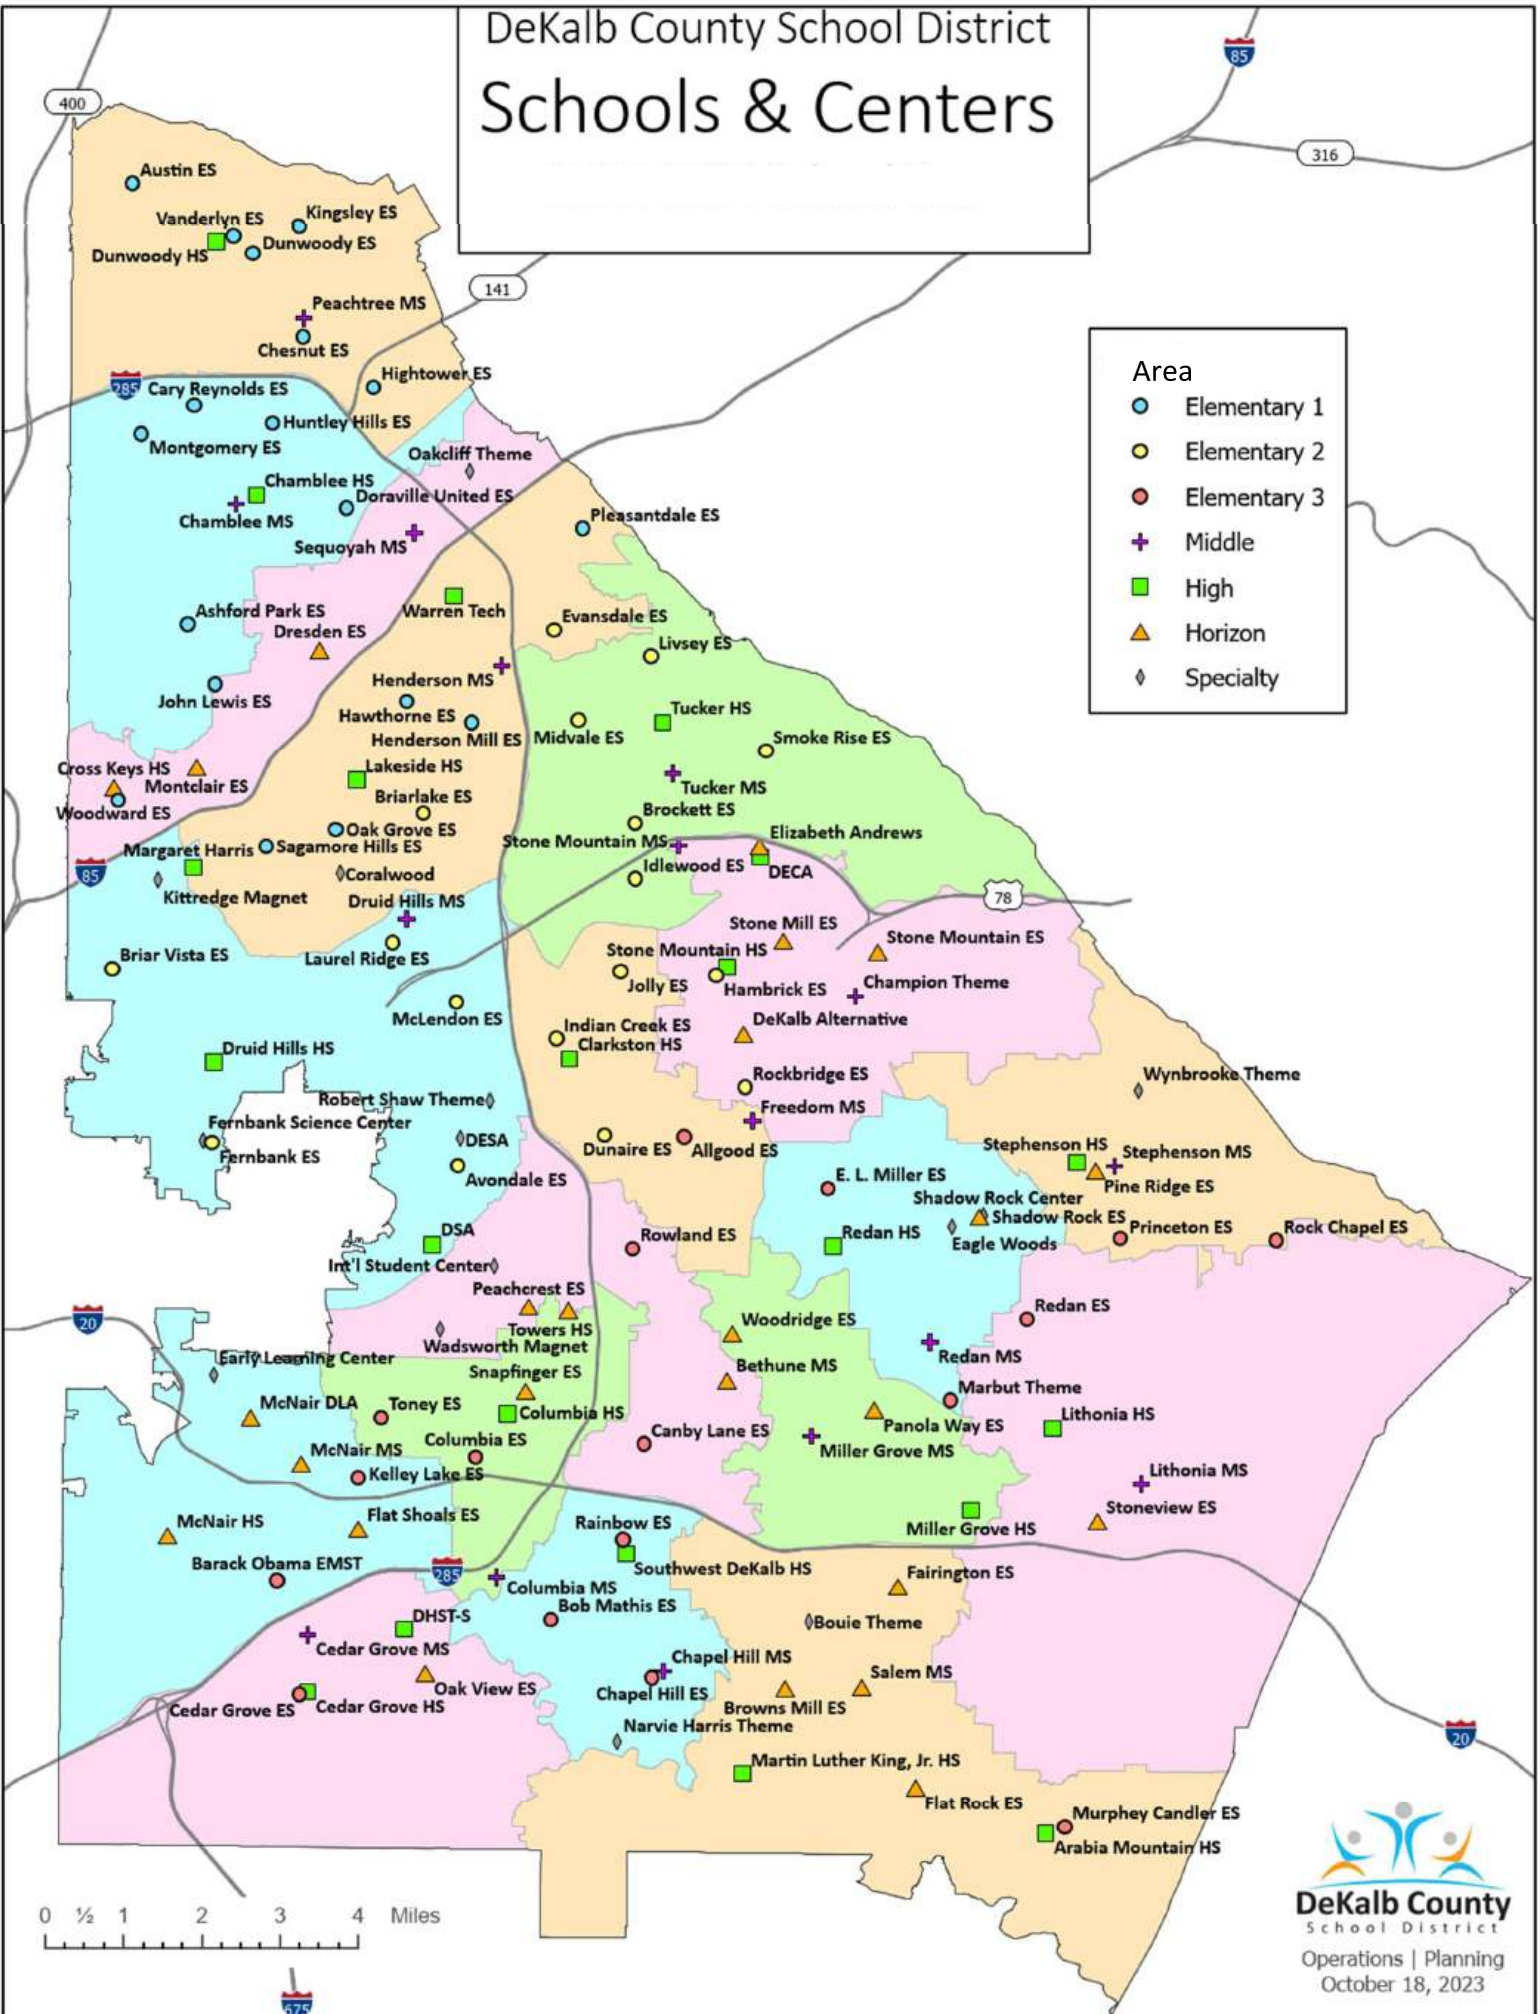 DeKalb County School District
Schools & Centers
85
400
316
141
Austin ES
Kingsley ES
Vanderlyn ES
Dunwoody ES
Dunwoody HS
Peachtree MS
Chesnut ES
Hightower ES
285
Cary Reynolds ES
Huntley Hills ES
Montgomery ES
Oakcliff Theme
Chamblee HS
Doraville United ES
Chamblee MS
Pleasantdale ES
Sequoyah MS
Area
Elementary 1
Elementary 2
Elementary 3
Middle
High
Horizon
Specialty
Ashford Park ES
Warren Tech
Evansdale ES
Dresden ES
Livsey ES
Henderson MS
John Lewis ES
Tucker HS
Hawthorne ES
Henderson Mill ES
Midvale ES
Smoke Rise ES
Cross Keys HS
Lakeside HS
Montclair ES
Tucker MS
Briarlake ES
Woodward ES
Brockett ES
Oak Grove ES
Elizabeth Andrews
Stone Mountain MS
Margaret Harris
Sagamore Hills ES
Idlewood ES
85
Coralwood
DECA
Kittredge Magnet
Druid Hills MS
78
Stone Mill ES
Stone Mountain ES
Briar Vista ES
Laurel Ridge ES
Stone Mountain HS
Jolly ES
Hambrick ES
Champion Theme
McLendon ES
DeKalb Alternative
Indian Creek ES
Clarkston HS
Druid Hills HS
Rockbridge ES
Wynbrooke Theme
Robert Shaw Theme
Freedom MS
Fernbank Science Center
DESA
Fernbank ES
Dunaire ES
Allgood ES
Stephenson HS
Stephenson MS
Avondale ES
E. L. Miller ES
Pine Ridge ES
Shadow Rock Center
Shadow Rock ES
DSA
Rowland ES
Redan HS
Eagle Woods
Princeton ES
Rock Chapel ES
Int'l Student Center
Peachcrest ES
Redan ES
20
Woodridge ES
Towers HS
Wadsworth Magnet
Early Learning Center
Bethune MS
Redan MS
Snapfinger ES
Marbut Theme
McNair DLA
Toney ES
Columbia HS
Lithonia HS
Panola Way ES
Canby Lane ES
Columbia ES
McNair MS
Miller Grove MS
Kelley Lake ES
Lithonia MS
Stoneview ES
McNair HS
Flat Shoals ES
Rainbow ES
Miller Grove HS
Barack Obama EMST
Southwest DeKalb HS
Fairington ES
285
Columbia MS
Bob Mathis ES
DHST-S
Bouie Theme
Cedar Grove MS
Chapel Hill MS
Salem MS
Oak View ES
Chapel Hill ES
Cedar Grove ES
Cedar Grove HS
Browns Mill ES
Narvie Harris Theme
20
Martin Luther King, Jr. HS
Flat Rock ES
Murphey Candler ES
Arabia Mountain HS
0 ½ 1 2 3 4 Miles
675
DeKalb County
School District
Operations | Planning
October 18, 2023